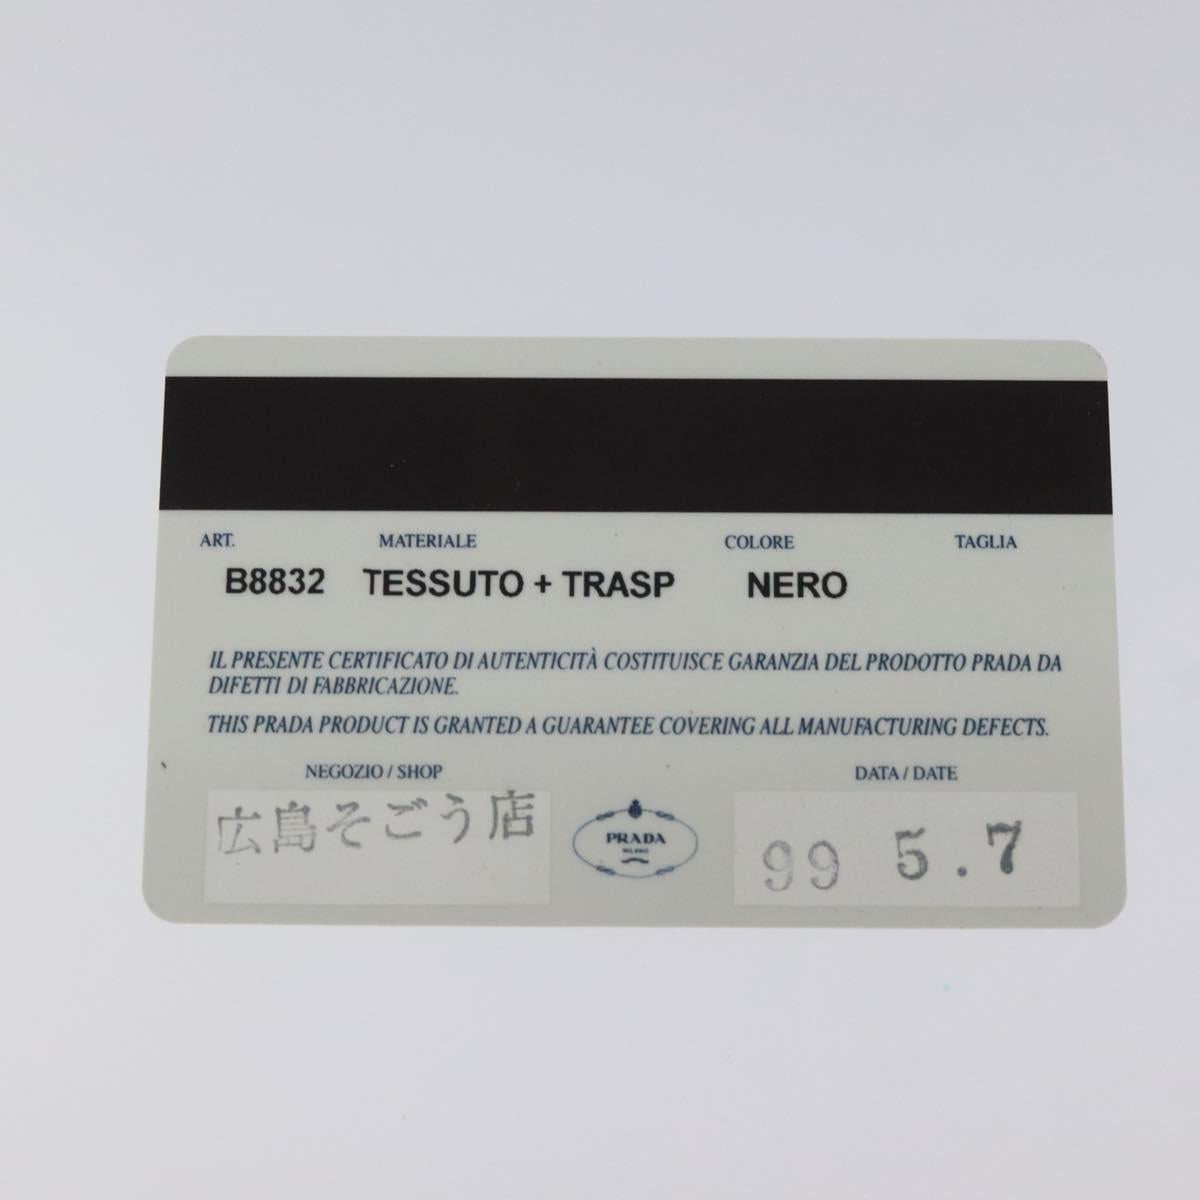 ART. MATERIALE COLORE TAGLIA
B8832 TESSUTO + TRASP NERO
IL PRESENTE CERTIFICATO DI AUTENTICITÀ COSTITUISCE GARANZIA DEL PRODOTTO PRADA DA
DIFETTI DI FABBRICAZIONE.
THIS PRADA PRODUCT IS GRANTED A GUARANTEE COVERING ALL MANUFACTURING DEFECTS.
NEGOZIO / SHOP DATA / DATE
広島そごう店
PRADA
MILANO
99 5.7